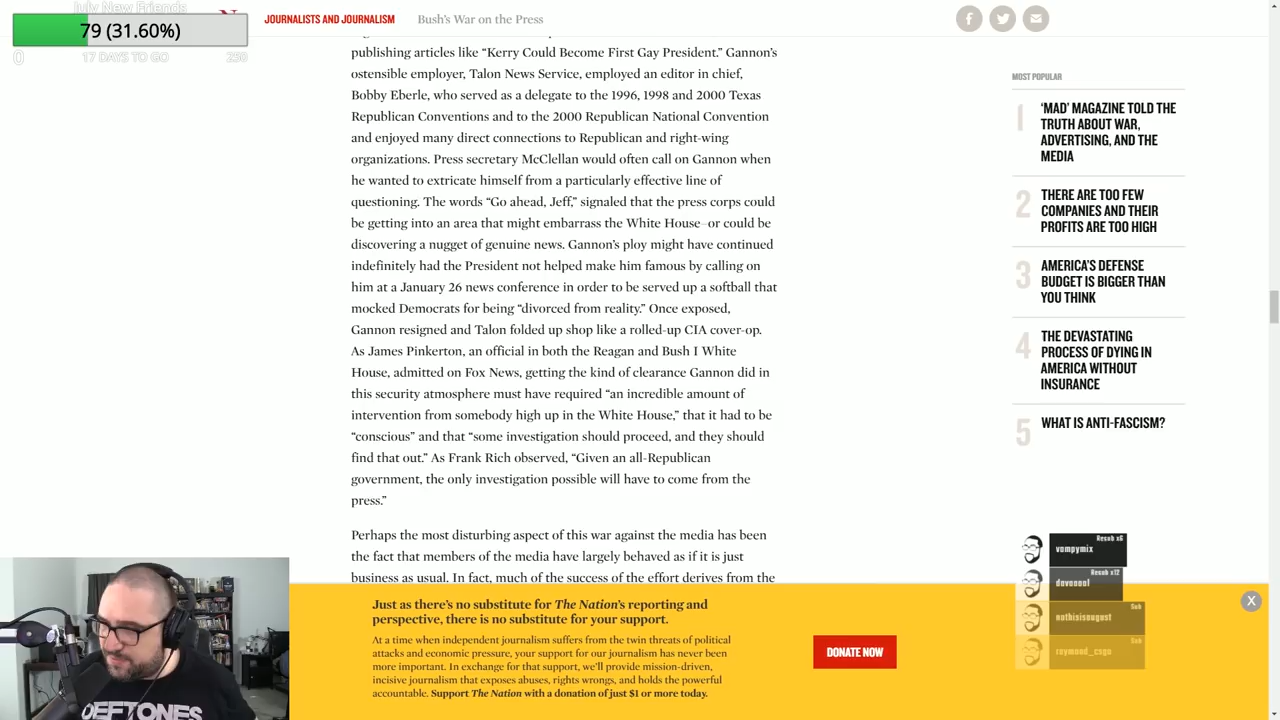 July New Friends
79 (31.60%)
0 17 DAYS TO GO 250
N JOURNALISTS AND JOURNALISM Bush's War on the Press
publishing articles like “Kerry Could Become First Gay President.” Gannon's
ostensible employer, Talon News Service, employed an editor in chief,
Bobby Eberle, who served as a delegate to the 1996, 1998 and 2000 Texas
Republican Conventions and to the 2000 Republican National Convention
and enjoyed many direct connections to Republican and right-wing
organizations. Press secretary McClellan would often call on Gannon when
he wanted to extricate himself from a particularly effective line of
questioning. The words “Go ahead, Jeff,” signaled that the press corps could
be getting into an area that might embarrass the White House–or could be
discovering a nugget of genuine news. Gannon's ploy might have continued
indefinitely had the President not helped make him famous by calling on
him at a January 26 news conference in order to be served up a softball that
mocked Democrats for being “divorced from reality.” Once exposed,
Gannon resigned and Talon folded up shop like a rolled-up CIA cover-op.
As James Pinkerton, an official in both the Reagan and Bush I White
House, admitted on Fox News, getting the kind of clearance Gannon did in
this security atmosphere must have required “an incredible amount of
intervention from somebody high up in the White House,” that it had to be
“conscious” and that “some investigation should proceed, and they should
find that out.” As Frank Rich observed, “Given an all-Republican
government, the only investigation possible will have to come from the
press.”
Perhaps the most disturbing aspect of this war against the media has been
the fact that members of the media have largely behaved as if it is just
business as usual. In fact, much of the success of the effort derives from the
MOST POPULAR
1 ‘MAD’ MAGAZINE TOLD THE
TRUTH ABOUT WAR,
ADVERTISING, AND THE
MEDIA
2 THERE ARE TOO FEW
COMPANIES AND THEIR
PROFITS ARE TOO HIGH
3 AMERICA'S DEFENSE
BUDGET IS BIGGER THAN
YOU THINK
4 THE DEVASTATING
PROCESS OF DYING IN
AMERICA WITHOUT
INSURANCE
5 WHAT IS ANTI-FASCISM?
Resub x6
vampymix
Resub x12
devoooof
Sub
nothisisaugust
Sub
raymond_csgo
Just as there's no substitute for The Nation's reporting and
perspective, there is no substitute for your support.
At a time when independent journalism suffers from the twin threats of political
attacks and economic pressure, your support for our journalism has never been
more important. In exchange for that support, we'll provide mission-driven,
incisive journalism that exposes abuses, rights wrongs, and holds the powerful
accountable. Support The Nation with a donation of just $1 or more today.
DONATE NOW
X
DEFTONES